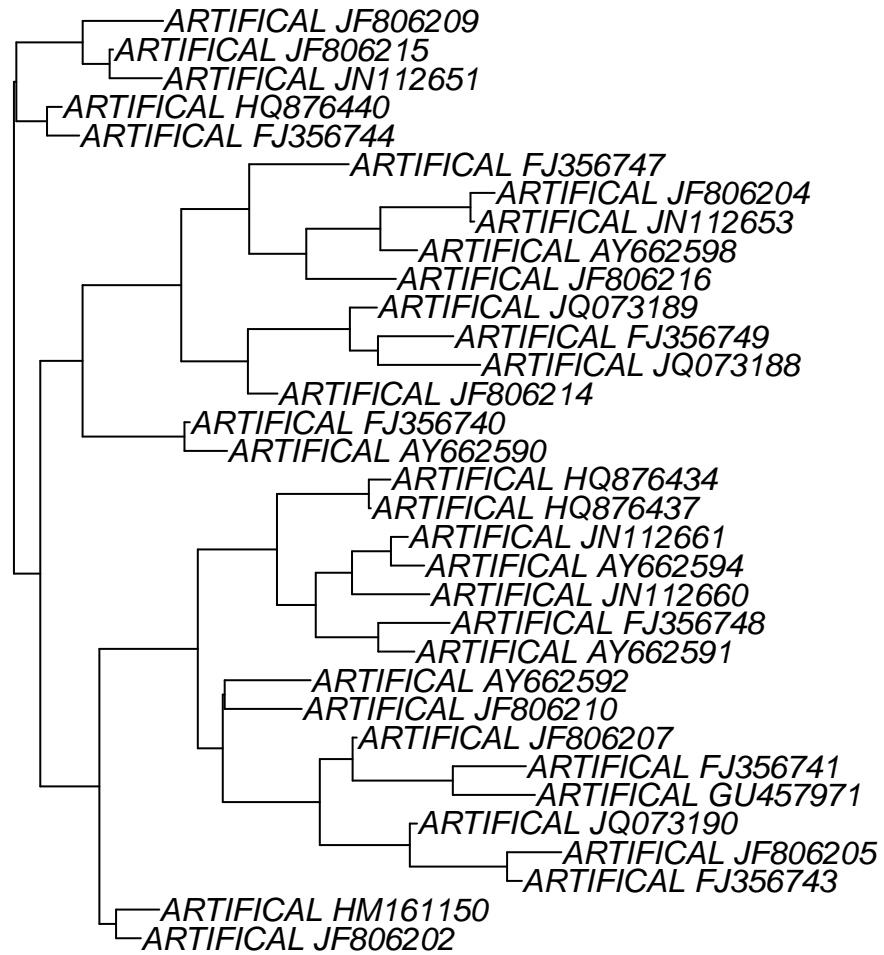 ARTIFICAL JF806209
ARTIFICAL JF806215
ARTIFICAL JN112651
ARTIFICAL HQ876440
ARTIFICAL FJ356744
ARTIFICAL FJ356747
ARTIFICAL JF806204
ARTIFICAL JN112653
ARTIFICAL AY662598
ARTIFICAL JF806216
ARTIFICAL JQ073189
ARTIFICAL FJ356749
ARTIFICAL JQ073188
ARTIFICAL JF806214
ARTIFICAL FJ356740
ARTIFICAL AY662590
ARTIFICAL HQ876434
ARTIFICAL HQ876437
ARTIFICAL JN112661
ARTIFICAL AY662594
ARTIFICAL JN112660
ARTIFICAL FJ356748
ARTIFICAL AY662591
ARTIFICAL AY662592
ARTIFICAL JF806210
ARTIFICAL JF806207
ARTIFICAL FJ356741
ARTIFICAL GU457971
ARTIFICAL JQ073190
ARTIFICAL JF806205
ARTIFICAL FJ356743
ARTIFICAL HM161150
ARTIFICAL JF806202